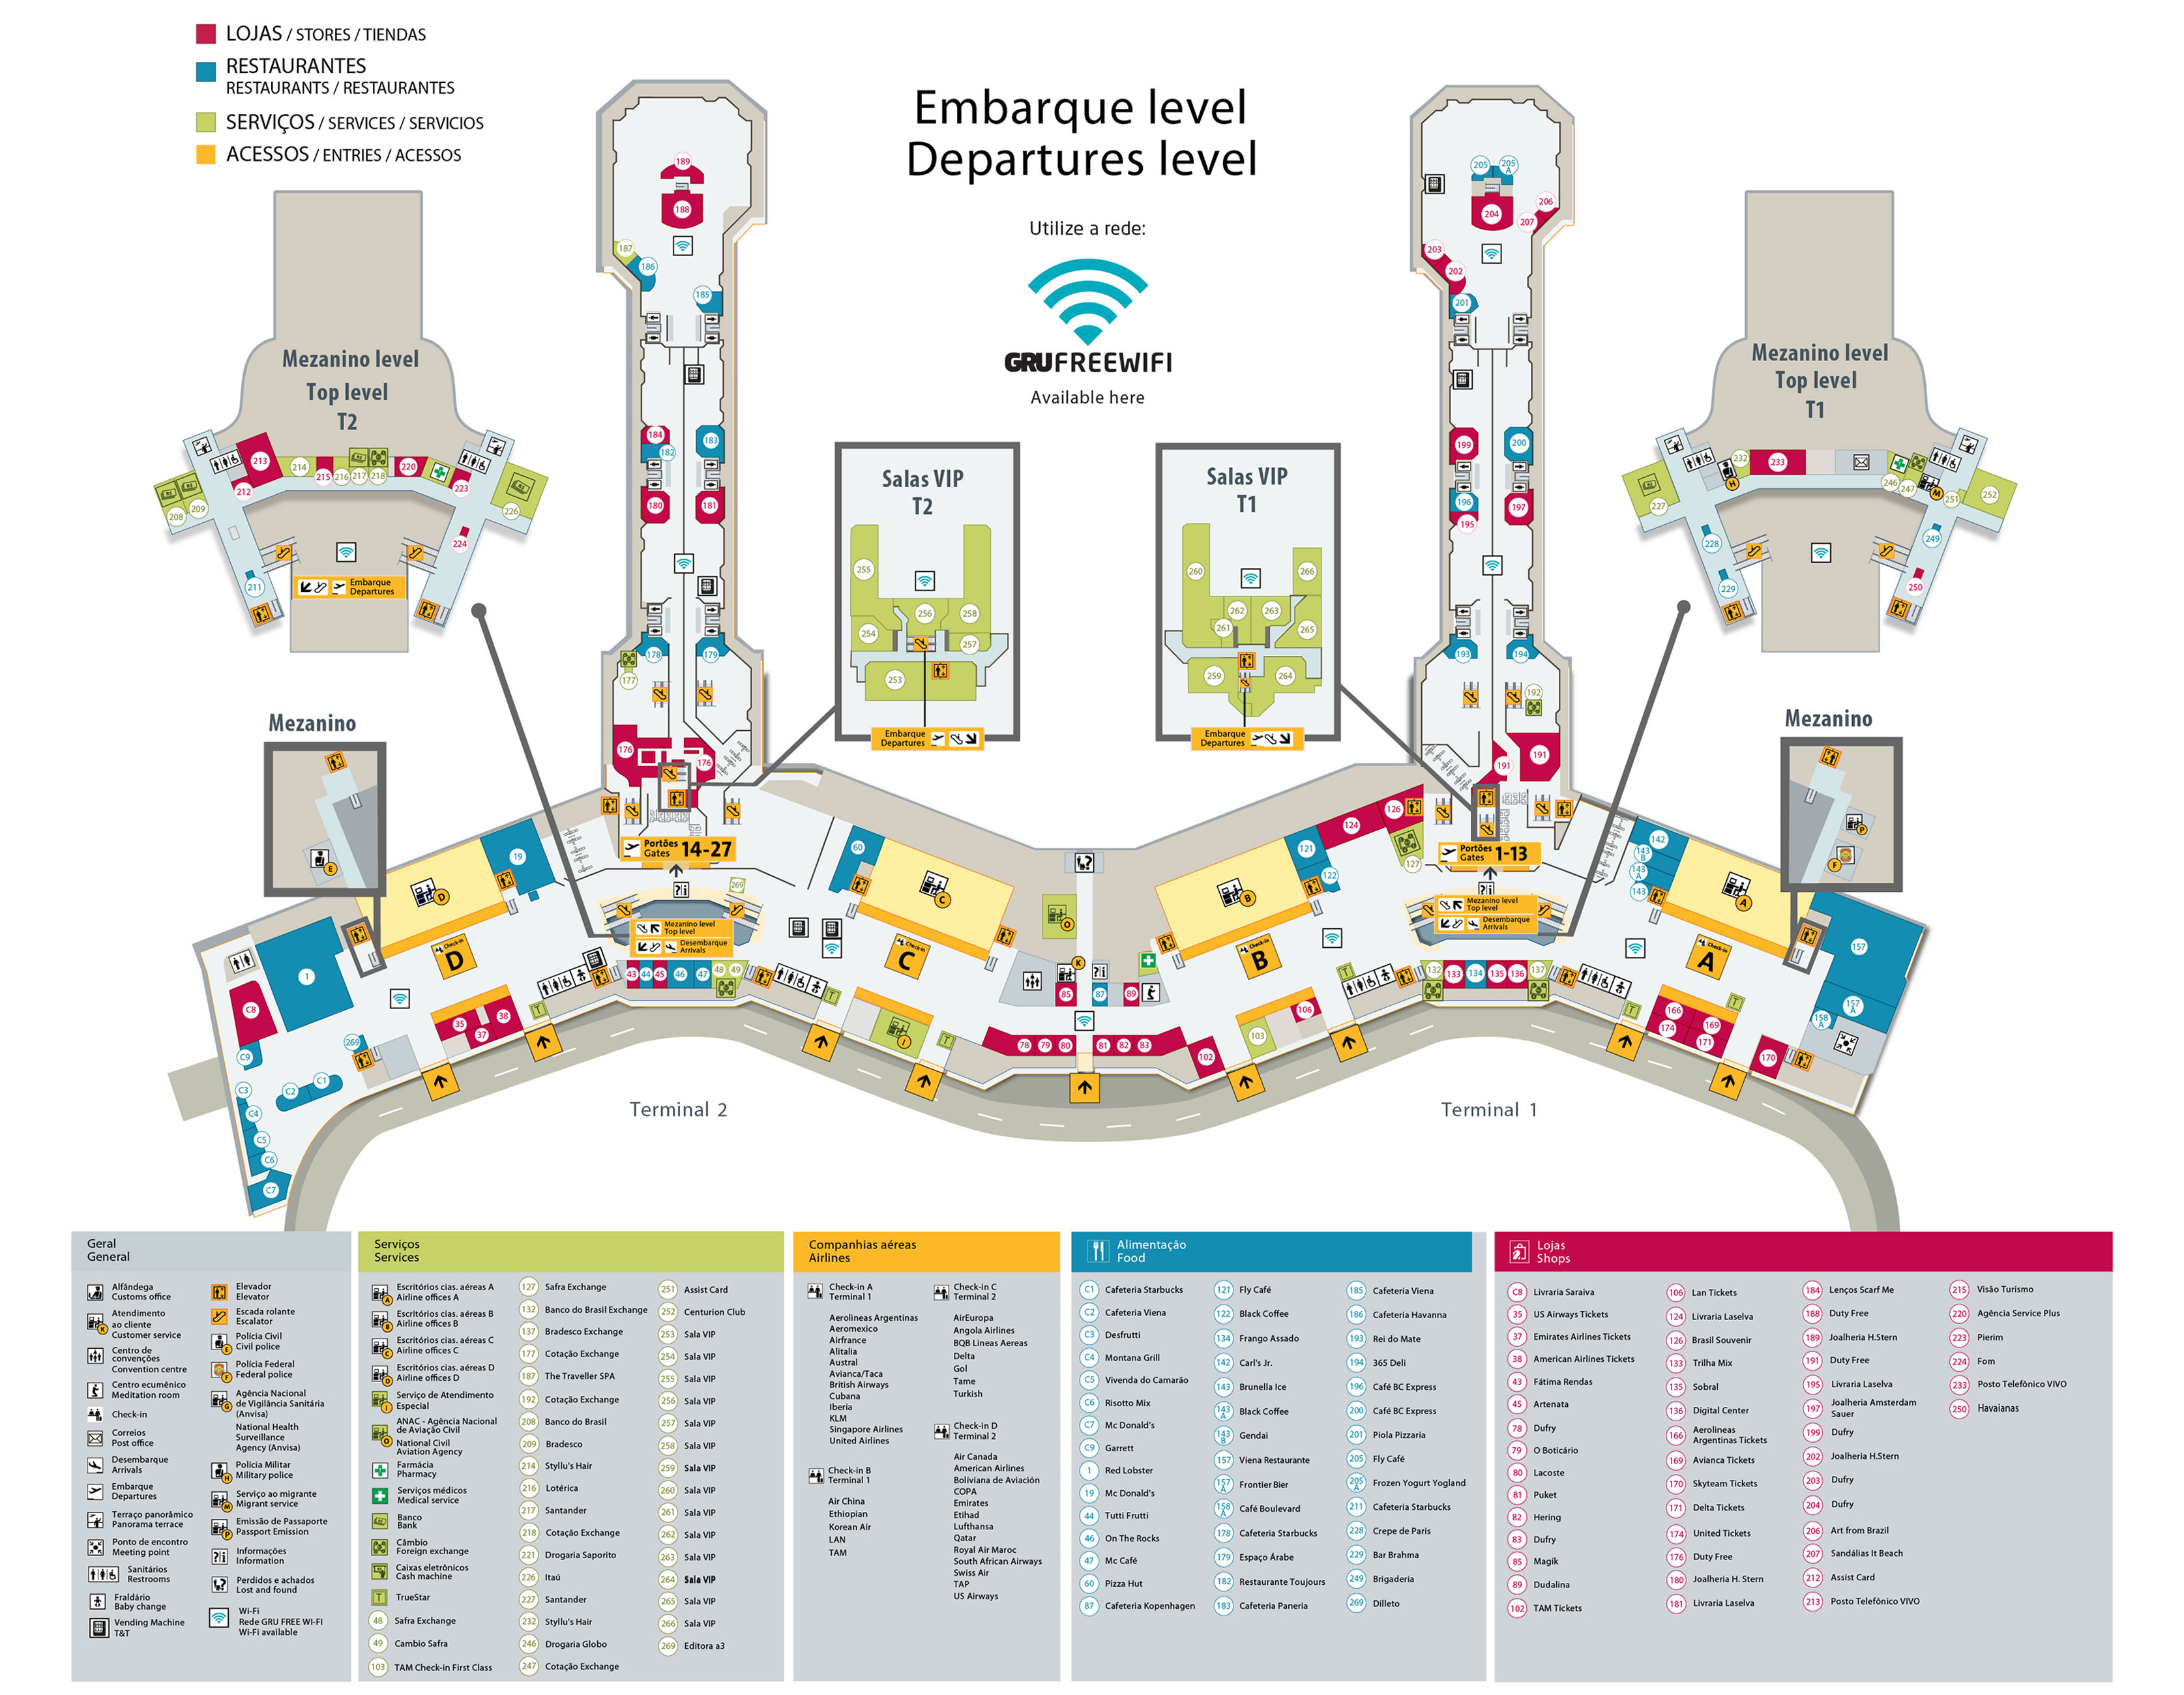 LOJAS / STORES / TIENDAS
RESTAURANTES
RESTAURANTS / RESTAURANTES
SERVIÇOS / SERVICES / SERVICIOS
ACESSOS / ENTRIES / ACESSOS
Embarque level
Departures level
Utilize a rede:
GRUFREEWIFI
Available here
Mezanino level
Top level
T2
Mezanino level
Top level
T1
Salas VIP
T2
Salas VIP
T1
Mezanino
Mezanino
Embarque
Departures
Embarque
Departures
Embarque
Departures
Portões
Gates 14-27
Portões
Gates 1-13
Mezanino level
Top level
Desembarque
Arrivals
Mezanino level
Top level
Desembarque
Arrivals
Check-in
D
Check-in
C
Check-in
B
Check-in
A
Terminal 2
Terminal 1
Geral
General
Alfândega
Customs office
Atendimento
ao cliente
Customer service
Centro de
convenções
Convention centre
Centro ecumênico
Meditation room
Check-in
Correios
Post office
Desembarque
Arrivals
Embarque
Departures
Terraço panorâmico
Panorama terrace
Ponto de encontro
Meeting point
Sanitários
Restrooms
Fraldário
Baby change
Vending Machine
T&T
Elevador
Elevator
Escada rolante
Escalator
Polícia Civil
Civil police
Polícia Federal
Federal police
Agência Nacional
de Vigilância Sanitária
(Anvisa)
National Health
Surveillance
Agency (Anvisa)
Polícia Militar
Military police
Serviço ao migrante
Migrant service
Emissão de Passaporte
Passport Emission
Informações
Information
Perdidos e achados
Lost and found
Wi-Fi
Rede GRU FREE WI-FI
Wi-Fi available
Serviços
Services
Escritórios cias. aéreas A
Airline offices A
Escritórios cias. aéreas B
Airline offices B
Escritórios cias. aéreas C
Airline offices C
Escritórios cias. aéreas D
Airline offices D
Serviço de Atendimento
Especial
ANAC - Agência Nacional
de Aviação Civil
National Civil
Aviation Agency
Farmácia
Pharmacy
Serviços médicos
Medical service
Banco
Bank
Câmbio
Foreign exchange
Caixas eletrônicos
Cash machine
TrueStar
48 Safra Exchange
49 Cambio Safra
103 TAM Check-in First Class
127 Safra Exchange
132 Banco do Brasil Exchange
137 Bradesco Exchange
177 Cotação Exchange
187 The Traveller SPA
192 Cotação Exchange
208 Banco do Brasil
209 Bradesco
214 Styllu's Hair
216 Lotérica
217 Santander
218 Cotação Exchange
221 Drogaria Saporito
226 Itaú
227 Santander
232 Styllu's Hair
246 Drogaria Globo
247 Cotação Exchange
251 Assist Card
252 Centurion Club
253 Sala VIP
254 Sala VIP
255 Sala VIP
256 Sala VIP
257 Sala VIP
258 Sala VIP
259 Sala VIP
260 Sala VIP
261 Sala VIP
262 Sala VIP
263 Sala VIP
264 Sala VIP
265 Sala VIP
266 Sala VIP
269 Editora a3
Companhias aéreas
Airlines
Check-in A
Terminal 1
Aerolineas Argentinas
Aeromexico
Airfrance
Alitalia
Austral
Avianca/Taca
British Airways
Cubana
Iberia
KLM
Singapore Airlines
United Airlines
Check-in B
Terminal 1
Air China
Ethiopian
Korean Air
LAN
TAM
Check-in C
Terminal 2
AirEuropa
Angola Airlines
BQB Lineas Aereas
Delta
Gol
Tame
Turkish
Check-in D
Terminal 2
Air Canada
American Airlines
Boliviana de Aviación
COPA
Emirates
Etihad
Lufthansa
Qatar
Royal Air Maroc
South African Airways
Swiss Air
TAP
US Airways
Alimentação
Food
C1 Cafeteria Starbucks
C2 Cafeteria Viena
C3 Desfrutti
C4 Montana Grill
C5 Vivenda do Camarão
C6 Risotto Mix
C7 Mc Donald's
C9 Garrett
1 Red Lobster
19 Mc Donald's
44 Tutti Frutti
46 On The Rocks
47 Mc Café
60 Pizza Hut
87 Cafeteria Kopenhagen
121 Fly Café
122 Black Coffee
134 Frango Assado
142 Carl's Jr.
143 Brunella Ice
143 A Black Coffee
143 B Gendai
157 Viena Restaurante
157 A Frontier Bier
158 A Café Boulevard
178 Cafeteria Starbucks
179 Espaço Árabe
182 Restaurante Toujours
183 Cafeteria Paneria
185 Cafeteria Viena
186 Cafeteria Havanna
193 Rei do Mate
194 365 Deli
196 Café BC Express
200 Café BC Express
201 Piola Pizzaria
205 Fly Café
205 A Frozen Yogurt Yogland
211 Cafeteria Starbucks
228 Crepe de Paris
229 Bar Brahma
249 Brigaderia
269 Dilleto
Lojas
Shops
C8 Livraria Saraiva
35 US Airways Tickets
37 Emirates Airlines Tickets
38 American Airlines Tickets
43 Fátima Rendas
45 Artenata
78 Dufry
79 O Boticário
80 Lacoste
81 Puket
82 Hering
83 Dufry
85 Magik
89 Dudalina
102 TAM Tickets
106 Lan Tickets
124 Livraria Laselva
126 Brasil Souvenir
133 Trilha Mix
135 Sobral
136 Digital Center
166 Aerolineas
Argentinas Tickets
169 Avianca Tickets
170 Skyteam Tickets
171 Delta Tickets
174 United Tickets
176 Duty Free
180 Joalheria H. Stern
181 Livraria Laselva
184 Lenços Scarf Me
188 Duty Free
189 Joalheria H.Stern
191 Duty Free
195 Livraria Laselva
197 Joalheria Amsterdam
Sauer
199 Dufry
202 Joalheria H.Stern
203 Dufry
204 Dufry
206 Art from Brazil
207 Sandálias It Beach
212 Assist Card
213 Posto Telefônico VIVO
215 Visão Turismo
220 Agência Service Plus
223 Pierim
224 Fom
233 Posto Telefônico VIVO
250 Havaianas